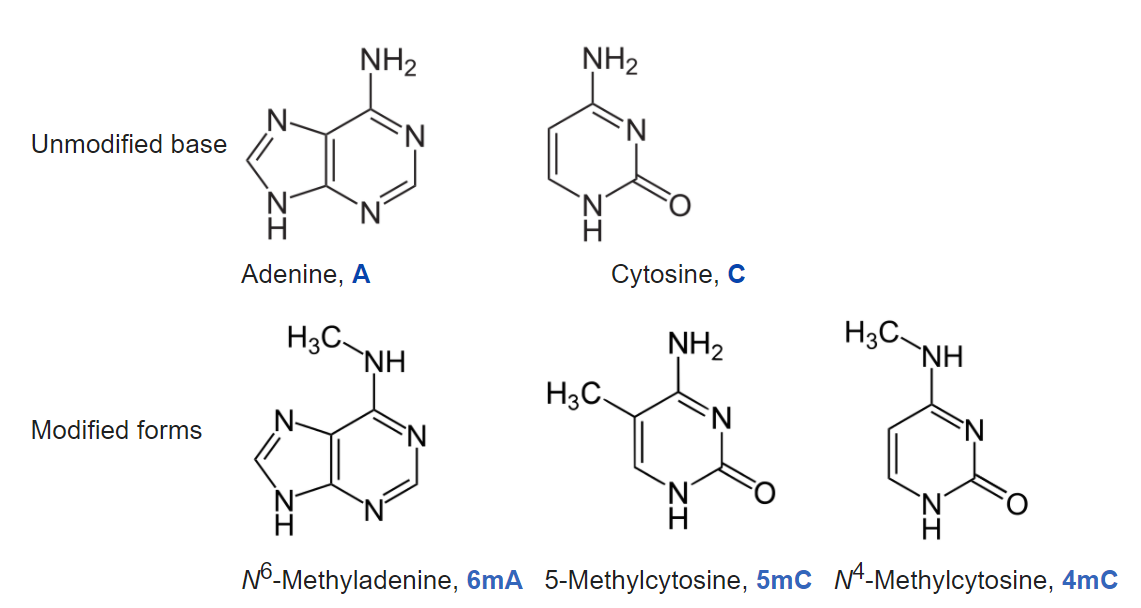 NH₂ NH₂
Unmodified base
N N N
N H N N H O
Adenine, A Cytosine, C
H₃C NH NH₂ H₃C NH
H₃C
Modified forms
N N N N
N H N N H O N H O
N⁶-Methyladenine, 6mA 5-Methylcytosine, 5mC N⁴-Methylcytosine, 4mC